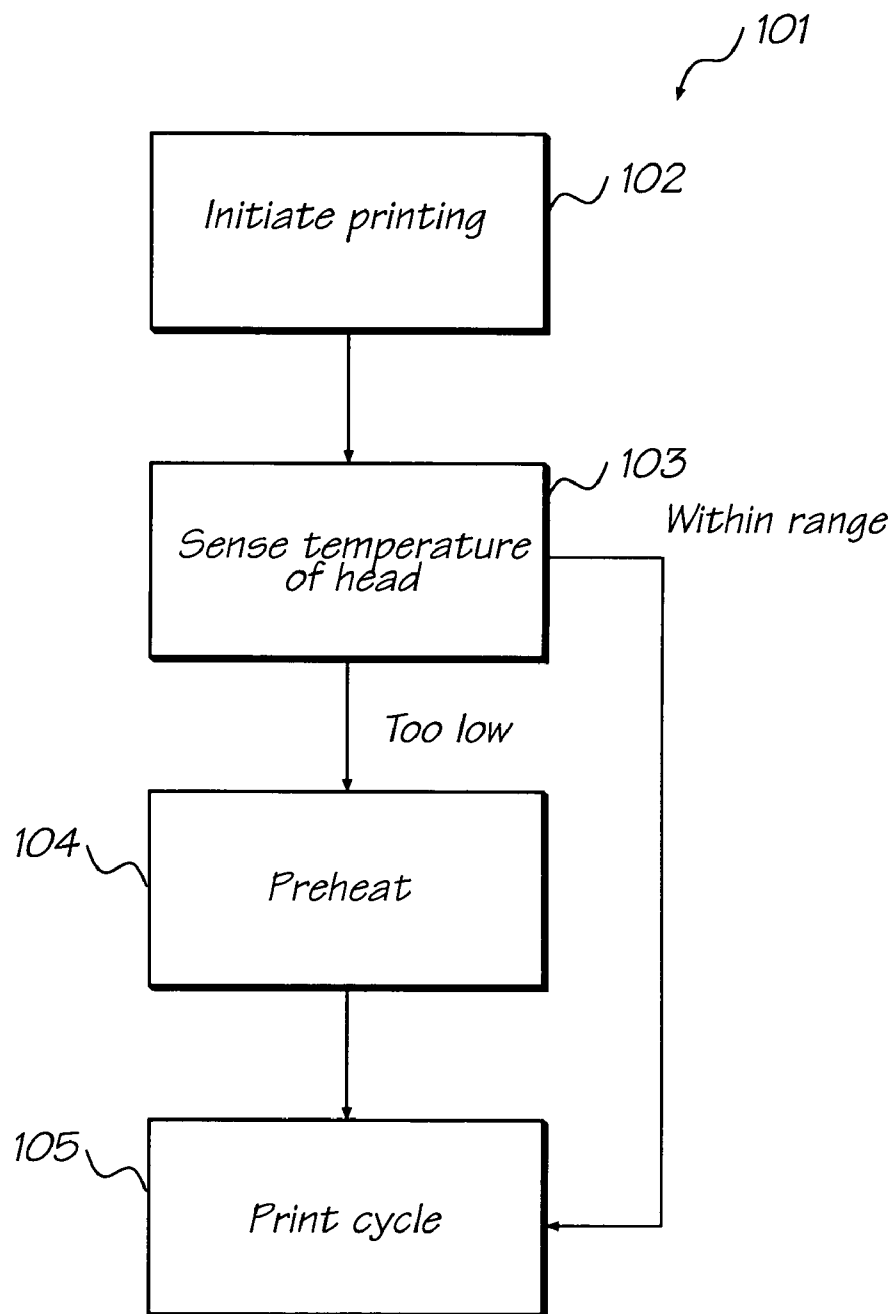 101
Initiate printing
102
103
Sense temperature
of head
Within range
Too low
104
Preheat
105
Print cycle